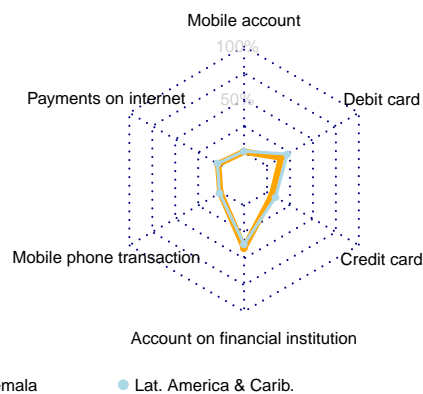 Mobile account
100%
Payments on internet
50%
Debit card
Mobile phone transaction
Credit card
Account on financial institution
emala
Lat. America & Carib.